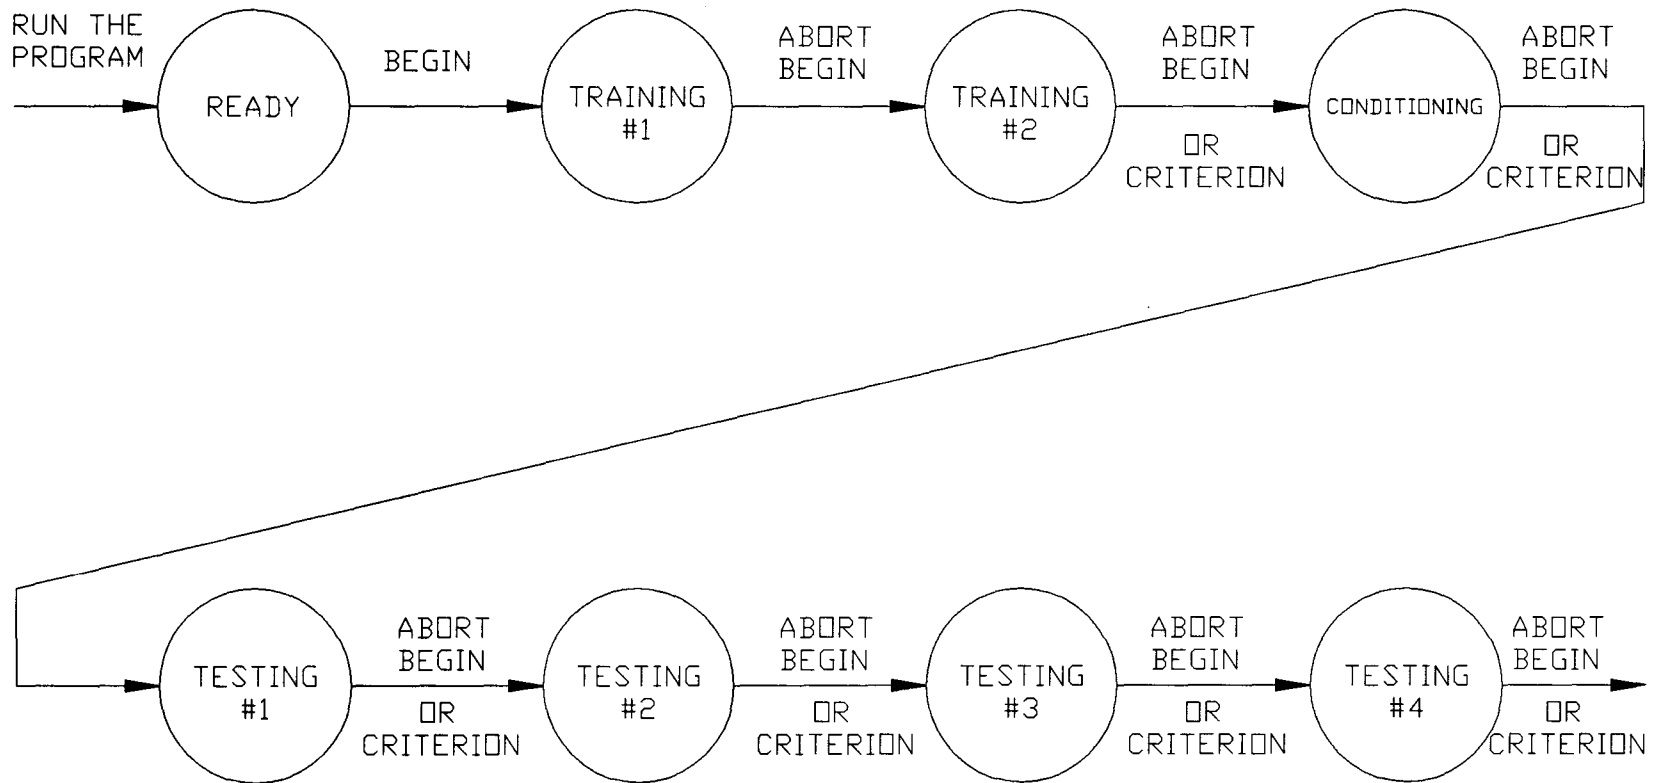 RUN THE
PROGRAM
READY
BEGIN
TRAINING
#1
ABORT
BEGIN
TRAINING
#2
ABORT
BEGIN
OR
CRITERION
CONDITIONING
ABORT
BEGIN
OR
CRITERION
TESTING
#1
ABORT
BEGIN
OR
CRITERION
TESTING
#2
ABORT
BEGIN
OR
CRITERION
TESTING
#3
ABORT
BEGIN
OR
CRITERION
TESTING
#4
ABORT
BEGIN
OR
CRITERION